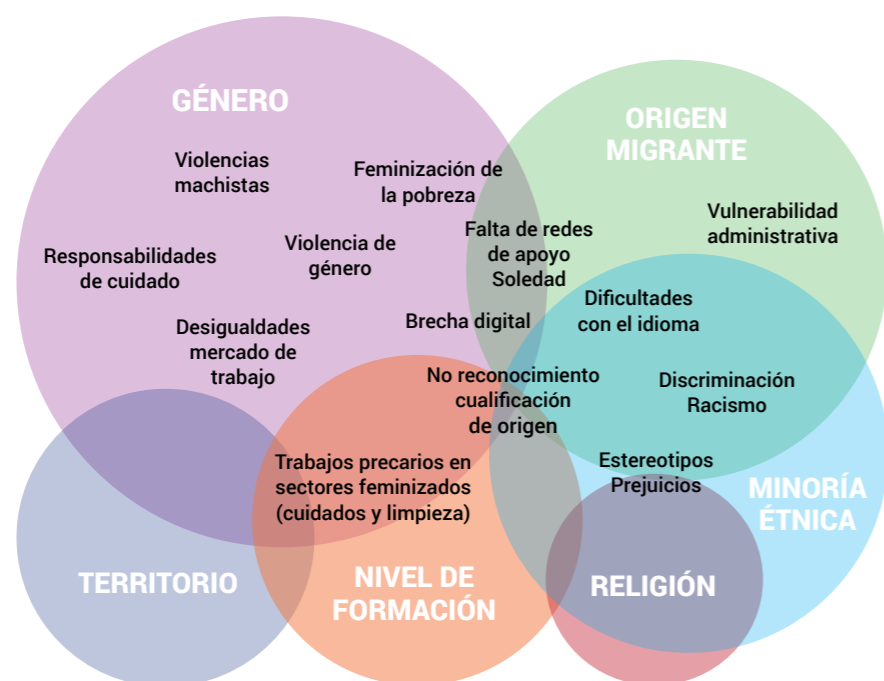 GÉNERO
Violencias
machistas
Feminización de
la pobreza
Responsabilidades
de cuidado
Violencia de
género
Desigualdades
mercado de
trabajo
Brecha digital
ORIGEN
MIGRANTE
Vulnerabilidad
administrativa
Falta de redes
de apoyo
Soledad
Dificultades
con el idioma
No reconocimiento
cualificación
de origen
Discriminación
Racismo
Estereotipos
Prejuicios
MINORÍA
ÉTNICA
Trabajos precarios en
sectores feminizados
(cuidados y limpieza)
TERRITORIO
NIVEL DE
FORMACIÓN
RELIGIÓN